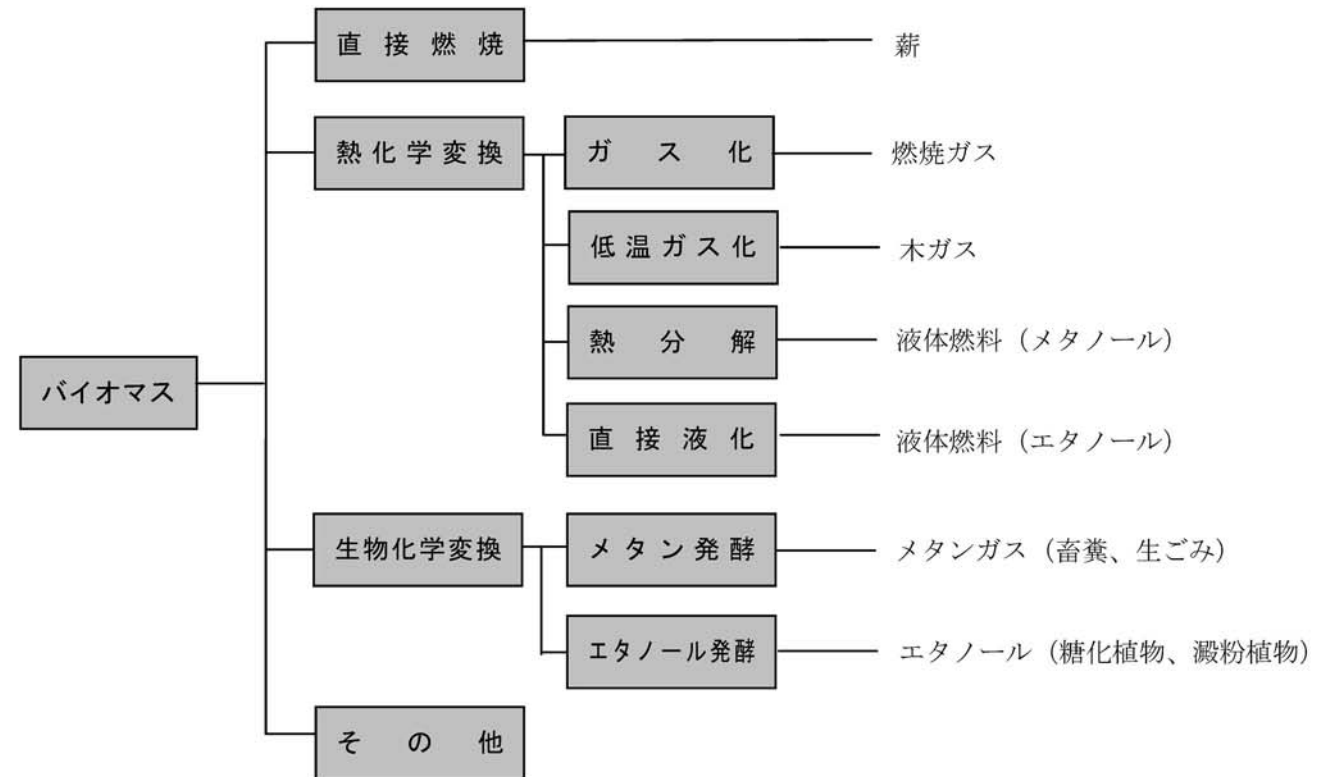 直接燃焼 薪
熱化学変換 ガス化 燃焼ガス
低温ガス化 木ガス
熱分解 液体燃料（メタノール）
バイオマス
直接液化 液体燃料（エタノール）
生物化学変換 メタン発酵 メタンガス（畜糞、生ごみ）
エタノール発酵 エタノール（糖化植物、澱粉植物）
その他